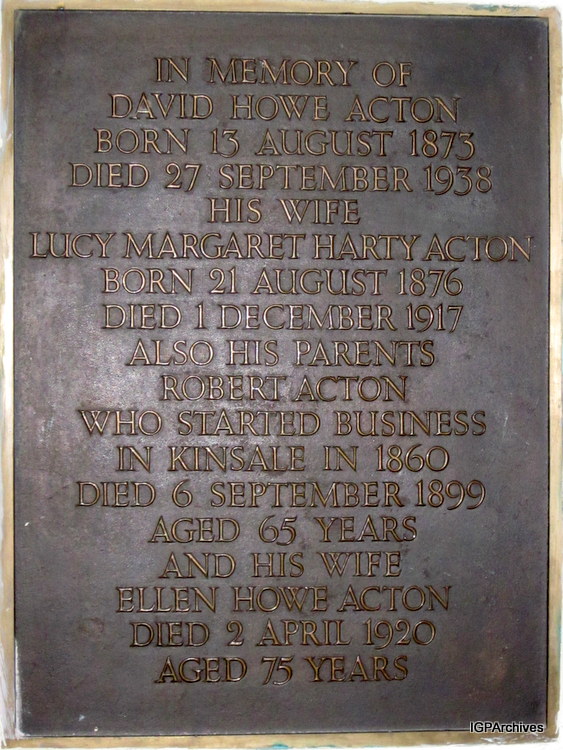 IN MEMORY OF
DAVID HOWE ACTON
BORN 13 AUGUST 1873
DIED 27 SEPTEMBER 1938
HIS WIFE
LUCY MARGARET HARTY ACTON
BORN 21 AUGUST 1876
DIED 1 DECEMBER 1917
ALSO HIS PARENTS
ROBERT ACTON
WHO STARTED BUSINESS
IN KINSALE IN 1860
DIED 6 SEPTEMBER 1899
AGED 65 YEARS
AND HIS WIFE
ELLEN HOWE ACTON
DIED 2 APRIL 1920
AGED 75 YEARS
IGPArchives